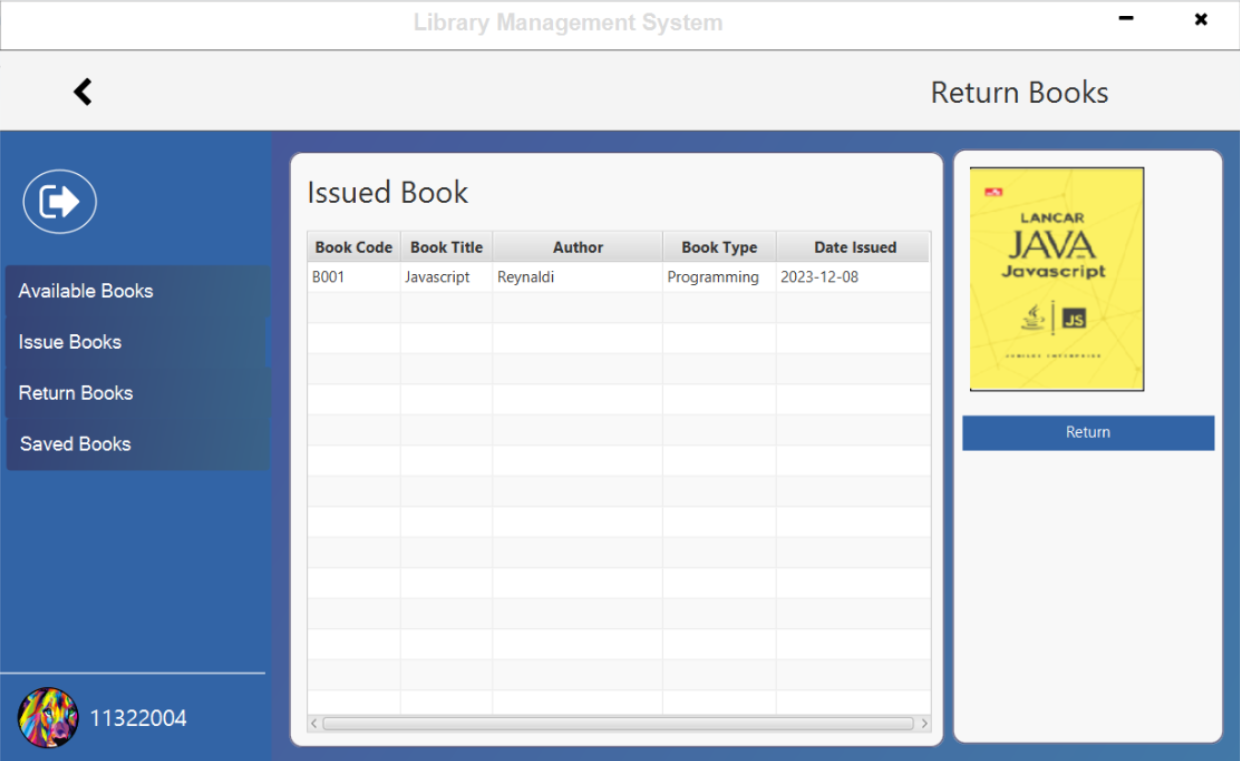 Library Management System
Return Books
Available Books
Issue Books
Return Books
Saved Books
11322004
Issued Book
Book Code Book Title Author Book Type Date Issued
B001 Javascript Reynaldi Programming 2023-12-08
LANCAR
JAVA
Javascript
JS
Return